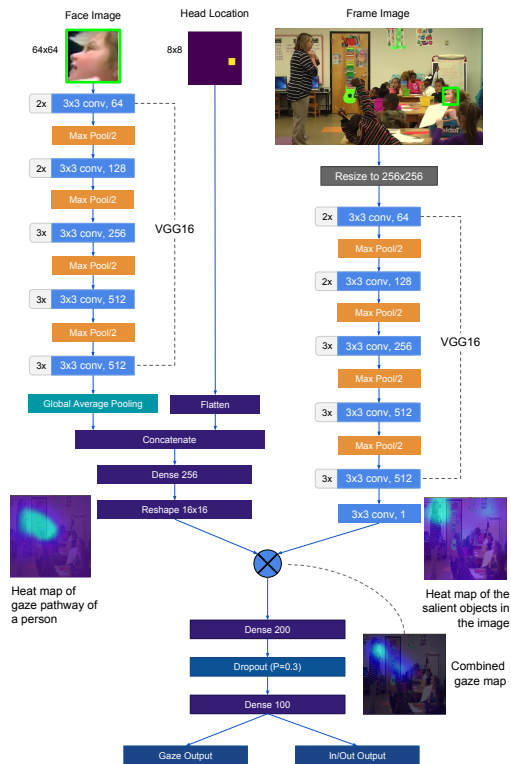 Face Image
Head Location
Frame Image
64x64
8x8
2x
3x3 conv, 64
Max Pool/2
2x
3x3 conv, 128
Max Pool/2
3x
3x3 conv, 256
Max Pool/2
3x
3x3 conv, 512
Max Pool/2
3x
3x3 conv, 512
VGG16
Global Average Pooling
Flatten
Concatenate
Dense 256
Reshape 16x16
Resize to 256x256
2x
3x3 conv, 64
Max Pool/2
2x
3x3 conv, 128
Max Pool/2
3x
3x3 conv, 256
Max Pool/2
3x
3x3 conv, 512
Max Pool/2
3x
3x3 conv, 512
VGG16
3x3 conv, 1
Heat map of
gaze pathway of
a person
Heat map of the
salient objects in
the image
Combined
gaze map
Dense 200
Dropout (P=0.3)
Dense 100
Gaze Output
In/Out Output